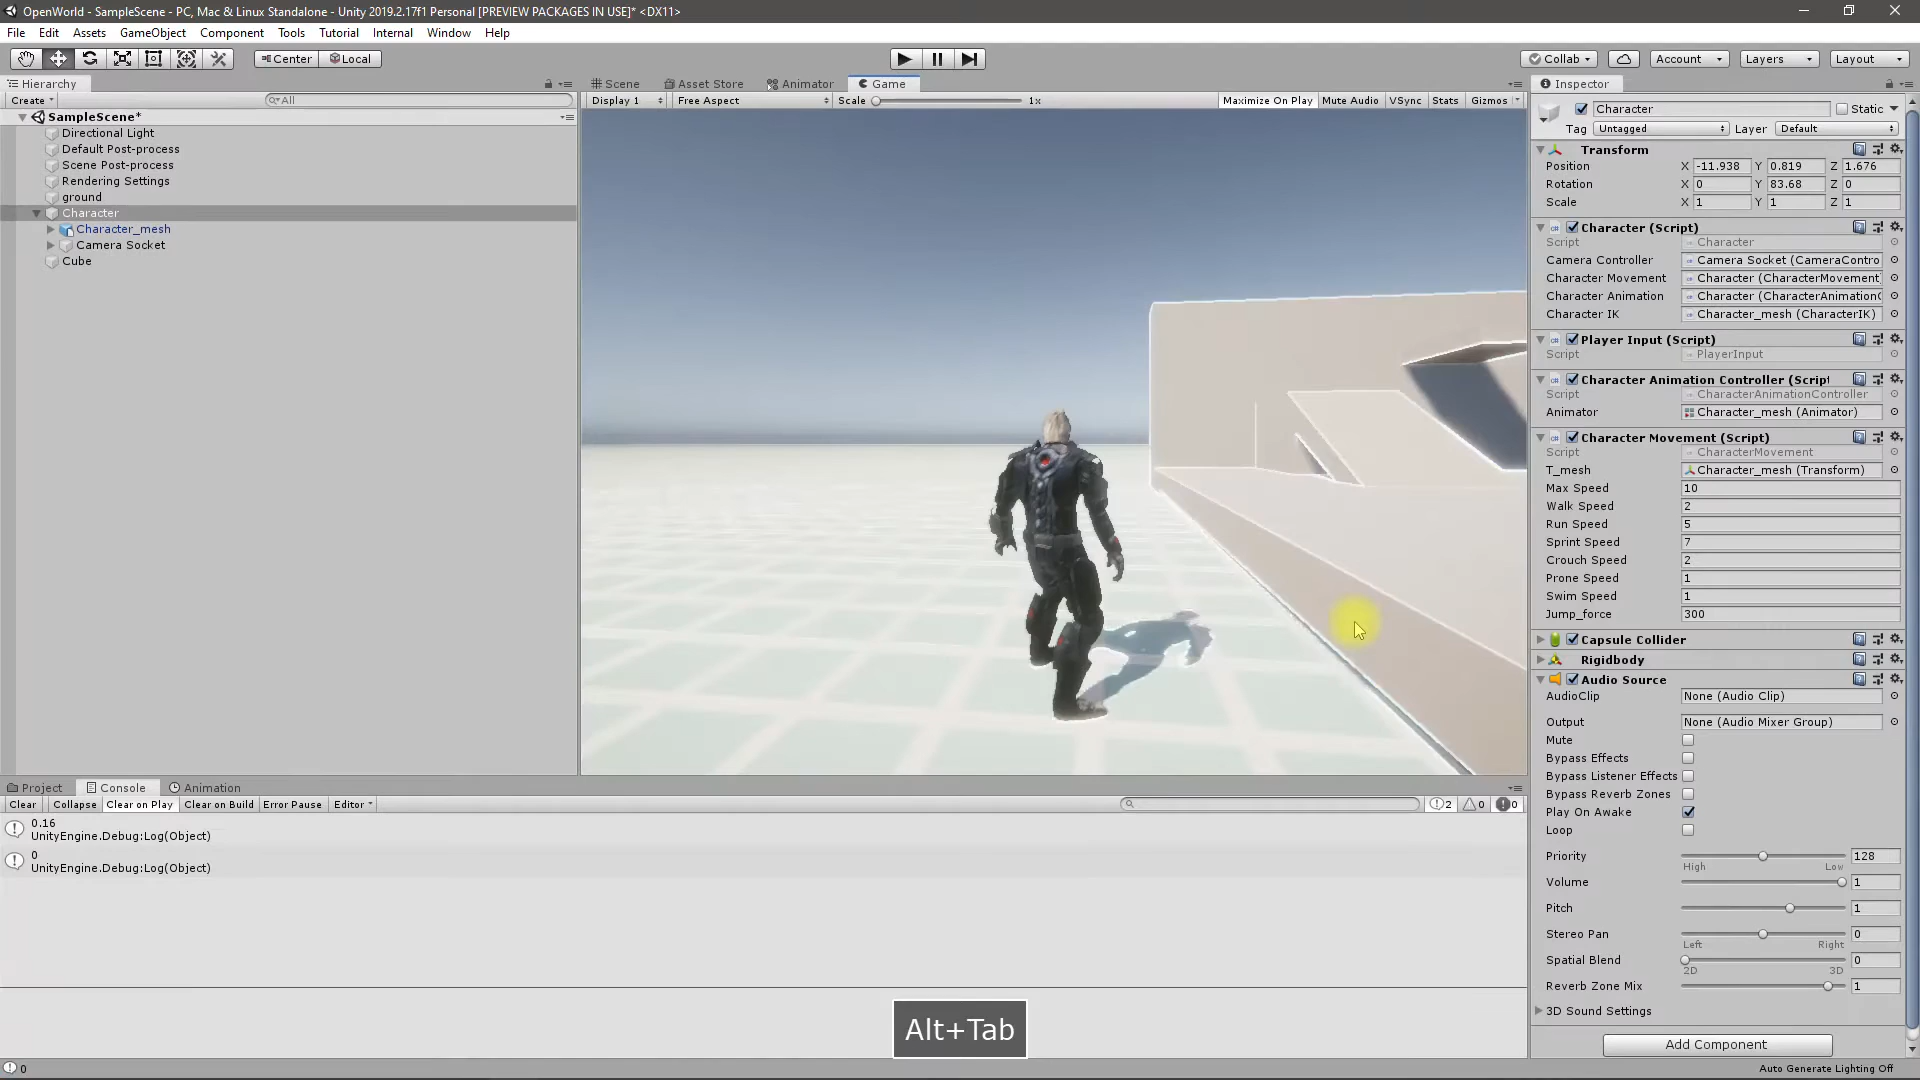 OpenWorld - SampleScene - PC, Mac & Linux Standalone - Unity 2019.2.17f1 Personal [PREVIEW PACKAGES IN USE]* <DX11>
File Edit Assets GameObject Component Tools Tutorial Internal Window Help
Center Local
Collab Account Layers Layout
Hierarchy
Create All
SampleScene*
Directional Light
Default Post-process
Scene Post-process
Rendering Settings
ground
Character
Character_mesh
Camera Socket
Cube
Scene Asset Store Animator Game
Display 1 Free Aspect Scale 1x Maximize On Play Mute Audio VSync Stats Gizmos
Project Console Animation
Clear Collapse Clear on Play Clear on Build Error Pause Editor 2 0 0
0.16
UnityEngine.Debug:Log(Object)
0
UnityEngine.Debug:Log(Object)
Alt+Tab
0
Inspector
Character Static
Tag Untagged Layer Default
Transform
Position X -11.938 Y 0.819 Z 1.676
Rotation X 0 Y 83.68 Z 0
Scale X 1 Y 1 Z 1
Character (Script)
Script Character
Camera Controller Camera Socket (CameraContro
Character Movement Character (CharacterMovement
Character Animation Character (CharacterAnimationC
Character IK Character_mesh (CharacterIK)
Player Input (Script)
Script PlayerInput
Character Animation Controller (Script
Script CharacterAnimationController
Animator Character_mesh (Animator)
Character Movement (Script)
Script CharacterMovement
T_mesh Character_mesh (Transform)
Max Speed 10
Walk Speed 2
Run Speed 5
Sprint Speed 7
Crouch Speed 2
Prone Speed 1
Swim Speed 1
Jump_force 300
Capsule Collider
Rigidbody
Audio Source
AudioClip None (Audio Clip)
Output None (Audio Mixer Group)
Mute
Bypass Effects
Bypass Listener Effects
Bypass Reverb Zones
Play On Awake
Loop
Priority 128
High Low
Volume 1
Pitch 1
Stereo Pan 0
Left Right
Spatial Blend 0
2D 3D
Reverb Zone Mix 1
3D Sound Settings
Add Component
Auto Generate Lighting Off